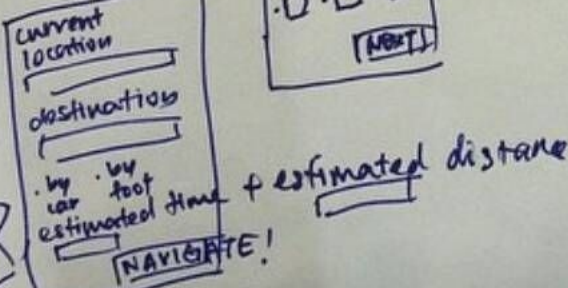 current
location
destination
. by . by
car foot
estimated time + estimated distance
NAVIGATE!
NEXT!